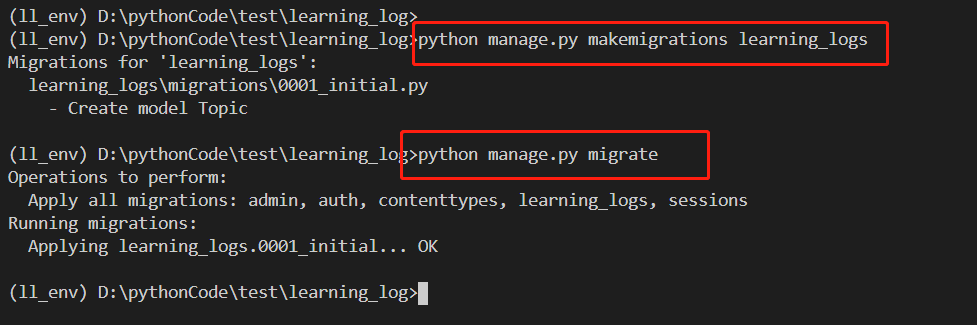 (ll_env) D:\pythonCode\test\learning_log>
(ll_env) D:\pythonCode\test\learning_log>python manage.py makemigrations learning_logs
Migrations for 'learning_logs':
  learning_logs\migrations\0001_initial.py
    - Create model Topic
(ll_env) D:\pythonCode\test\learning_log>python manage.py migrate
Operations to perform:
  Apply all migrations: admin, auth, contenttypes, learning_logs, sessions
Running migrations:
  Applying learning_logs.0001_initial... OK
(ll_env) D:\pythonCode\test\learning_log>